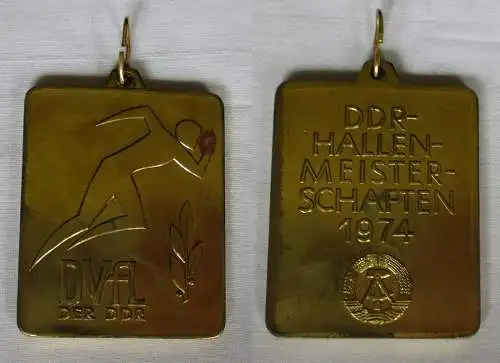 DVfL
DER DDR
DDR-
HALLEN-
MEISTER-
SCHAFTEN
1974